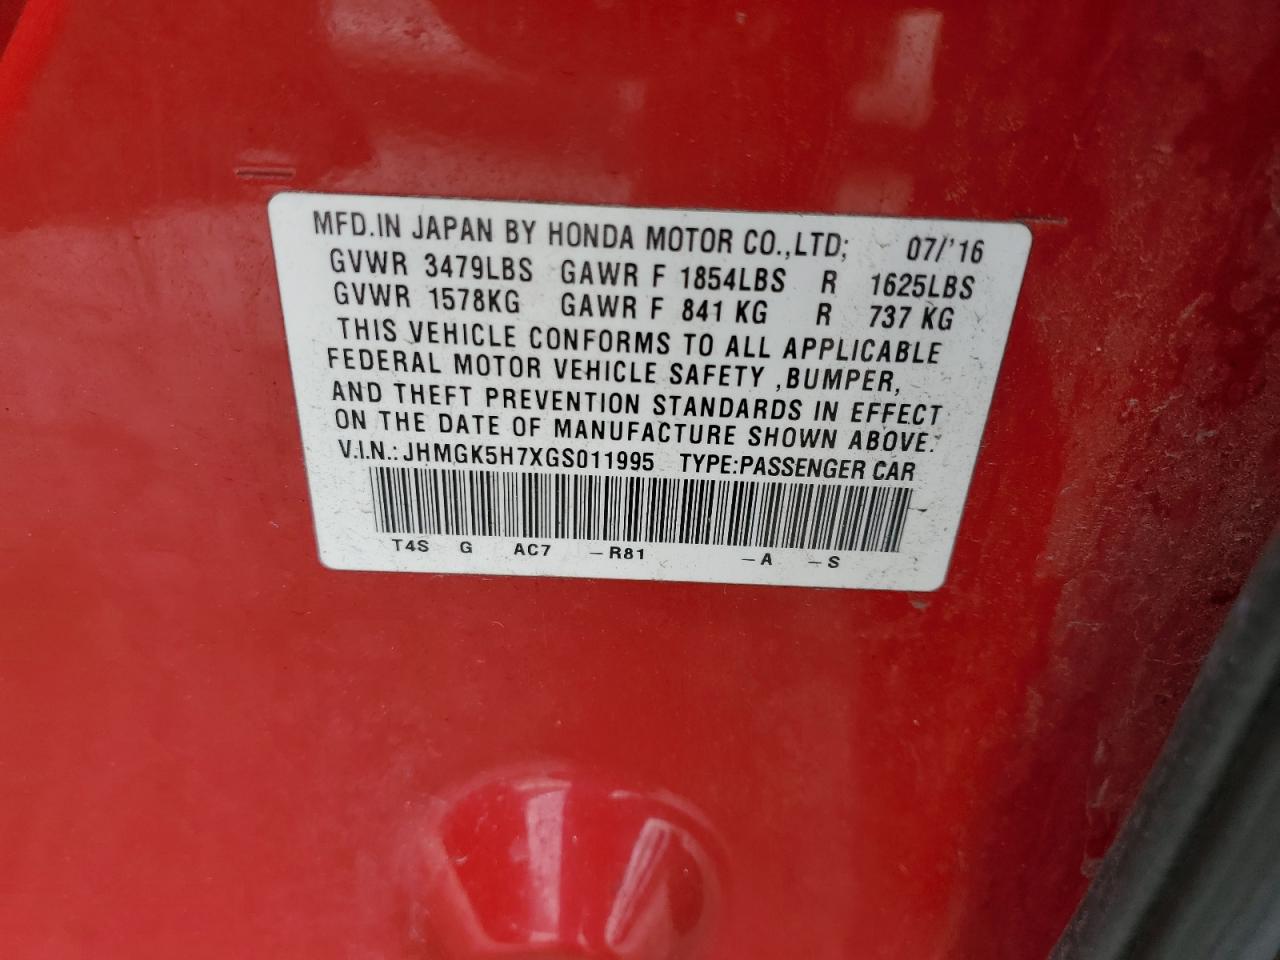 MFD.IN JAPAN BY HONDA MOTOR CO.,LTD; 07/'16
GVWR 3479LBS GAWR F 1854LBS R 1625LBS
GVWR 1578KG GAWR F 841 KG R 737 KG
THIS VEHICLE CONFORMS TO ALL APPLICABLE
FEDERAL MOTOR VEHICLE SAFETY ,BUMPER,
AND THEFT PREVENTION STANDARDS IN EFFECT
ON THE DATE OF MANUFACTURE SHOWN ABOVE.
V.I.N.: JHMGK5H7XGS011995 TYPE:PASSENGER CAR
T4S G AC7 –R81 –A –S